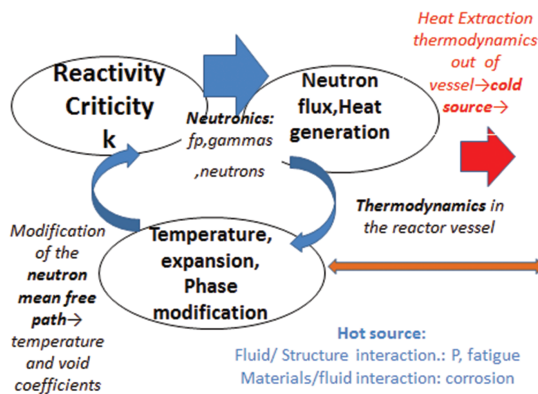 Reactivity
Criticity
k
Neutron
flux,Heat
generation
Heat Extraction
thermodynamics
out of
vessel→cold
source→
Neutronics:
fp,gammas
,neutrons
Thermodynamics in
the reactor vessel
Modification
of the
neutron
mean free
path→
temperature
and void
coefficients
Temperature,
expansion,
Phase
modification
Hot source:
Fluid/ Structure interaction.: P, fatigue
Materials/fluid interaction: corrosion